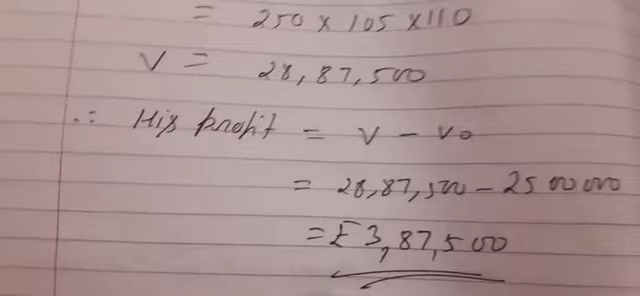 = 250 × 105 × 110
V = 28,87,500
∴ His profit = V - V₀
= 28,87,500 - 2500000
= £3,87,500